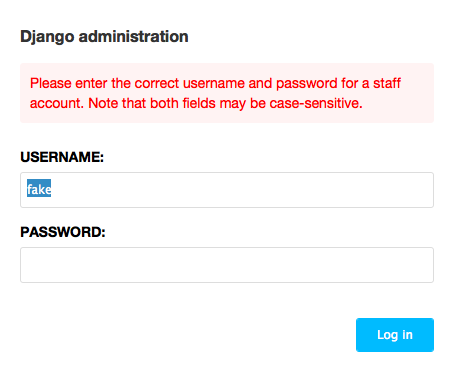 Django administration
Please enter the correct username and password for a staff
account. Note that both fields may be case-sensitive.
USERNAME:
fake
PASSWORD:
Log in